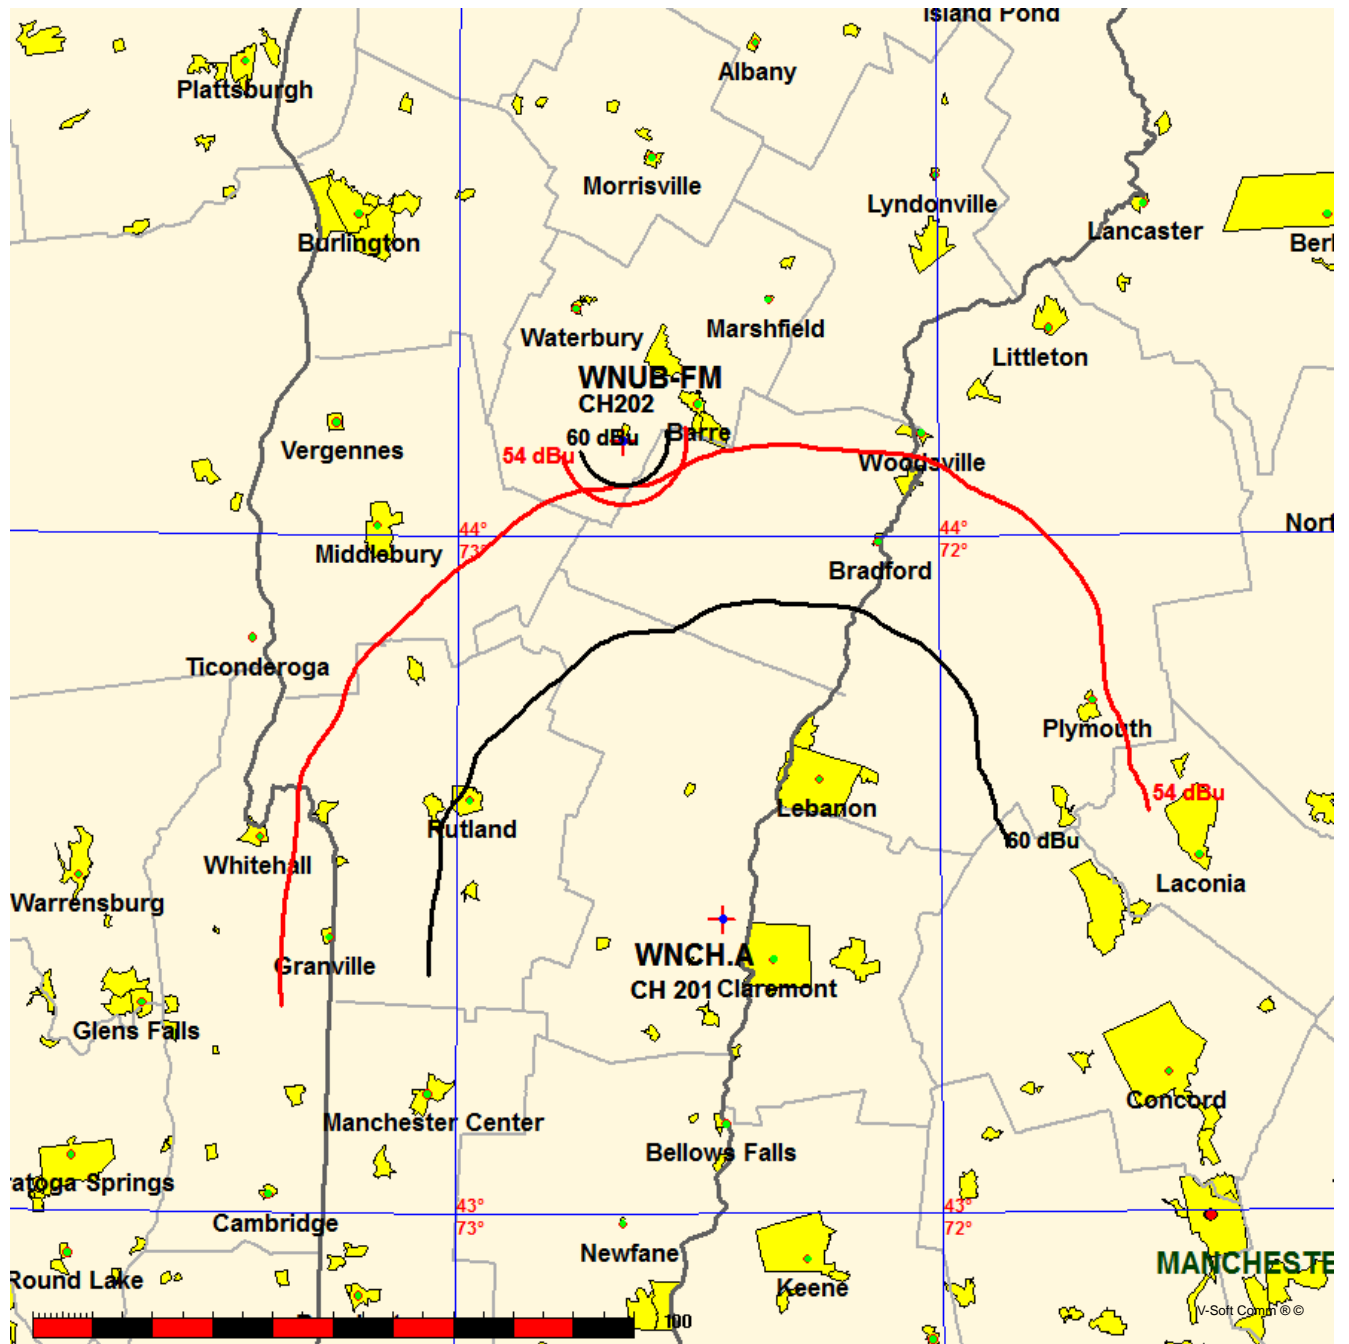 Island Pond
Albany
Plattsburgh
Morrisville
Lyndonville
Lancaster
Burlington
Berl
Waterbury
Marshfield
Littleton
WNUB-FM
CH202
60 dBu
Barre
54 dBu
Vergennes
Woodsville
44°
73°
44°
72°
North
Middlebury
Bradford
Ticonderoga
Plymouth
54 dBu
Lebanon
Rutland
60 dBu
Whitehall
Laconia
Warrensburg
WNCH.A
Granville
CH 201
Claremont
Glens Falls
Concord
Manchester Center
Bellows Falls
ratoga Springs
43°
73°
43°
72°
Cambridge
Newfane
MANCHESTE
Round Lake
Keene
V-Soft Comm ® ©
100